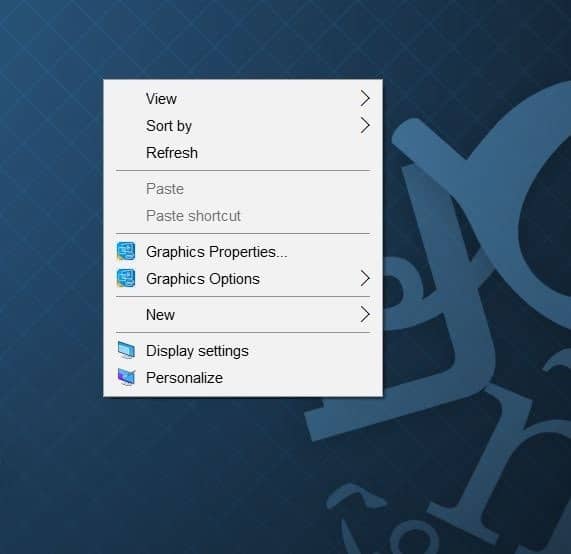 View
Sort by
Refresh
Paste
Paste shortcut
Graphics Properties...
Graphics Options
New
Display settings
Personalize